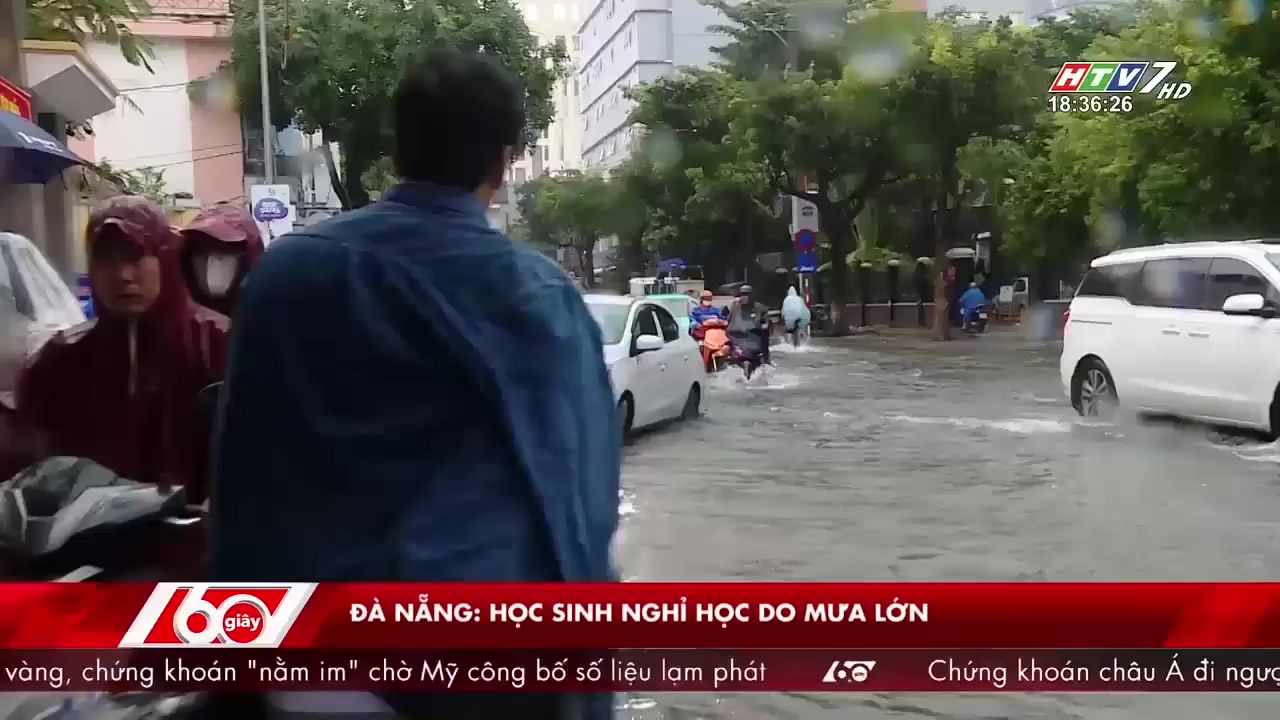 HTV7 HD
18:36:26
60 giây
ĐÀ NẴNG: HỌC SINH NGHỈ HỌC DO MƯA LỚN
vàng, chứng khoán "nằm im" chờ Mỹ công bố số liệu lạm phát 60 Chứng khoán châu Á đi